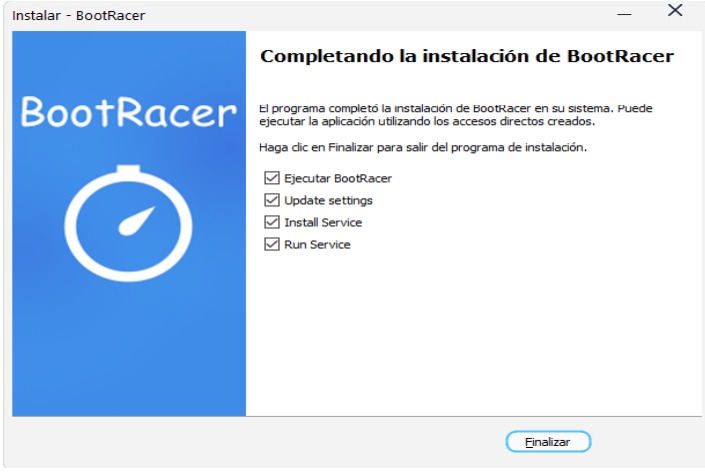 Instalar - BootRacer
BootRacer
Completando la instalación de BootRacer
El programa completó la instalación de BootRacer en su sistema. Puede
ejecutar la aplicación utilizando los accesos directos creados.
Haga clic en Finalizar para salir del programa de instalación.
Ejecutar BootRacer
Update settings
Install Service
Run Service
Finalizar